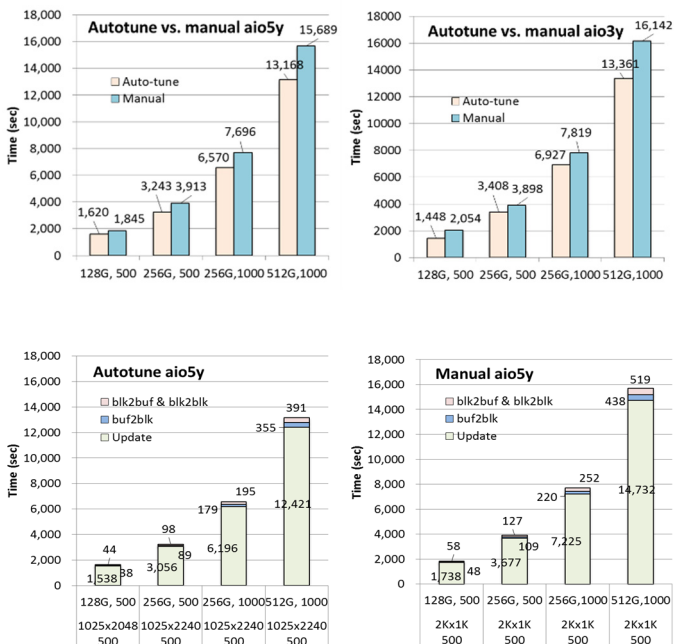 Autotune vs. manual aio5y
18,000
16,000
14,000
12,000
10,000
8,000
6,000
4,000
2,000
0
Time (sec)
Auto-tune
Manual
1,620
1,845
3,243
3,913
6,570
7,696
13,168
15,689
128G, 500
256G, 500
256G,1000
512G,1000
Autotune vs. manual aio3y
18000
16000
14000
12000
10000
8000
6000
4000
2000
0
Time (sec)
Auto-tune
Manual
1,448
2,054
3,408
3,898
6,927
7,819
13,361
16,142
128G, 500
256G, 500
256G,1000
512G,1000
Autotune aio5y
18,000
16,000
14,000
12,000
10,000
8,000
6,000
4,000
2,000
0
Time (sec)
blk2buf & blk2blk
buf2blk
Update
44
1,538
38
98
3,056
89
195
179
6,196
391
355
12,421
128G, 500
256G, 500
256G, 1000
512G, 1000
1025x2048
1025x2240
1025x2240
1025x2240
500
500
500
500
Manual aio5y
18,000
16,000
14,000
12,000
10,000
8,000
6,000
4,000
2,000
0
Time (sec)
blk2buf & blk2blk
buf2blk
Update
58
1,738
48
127
3,677
109
252
220
7,225
519
438
14,732
128G, 500
256G, 500
256G,1000
512G,1000
2Kx1K
2Kx1K
2Kx1K
2Kx1K
500
500
500
500